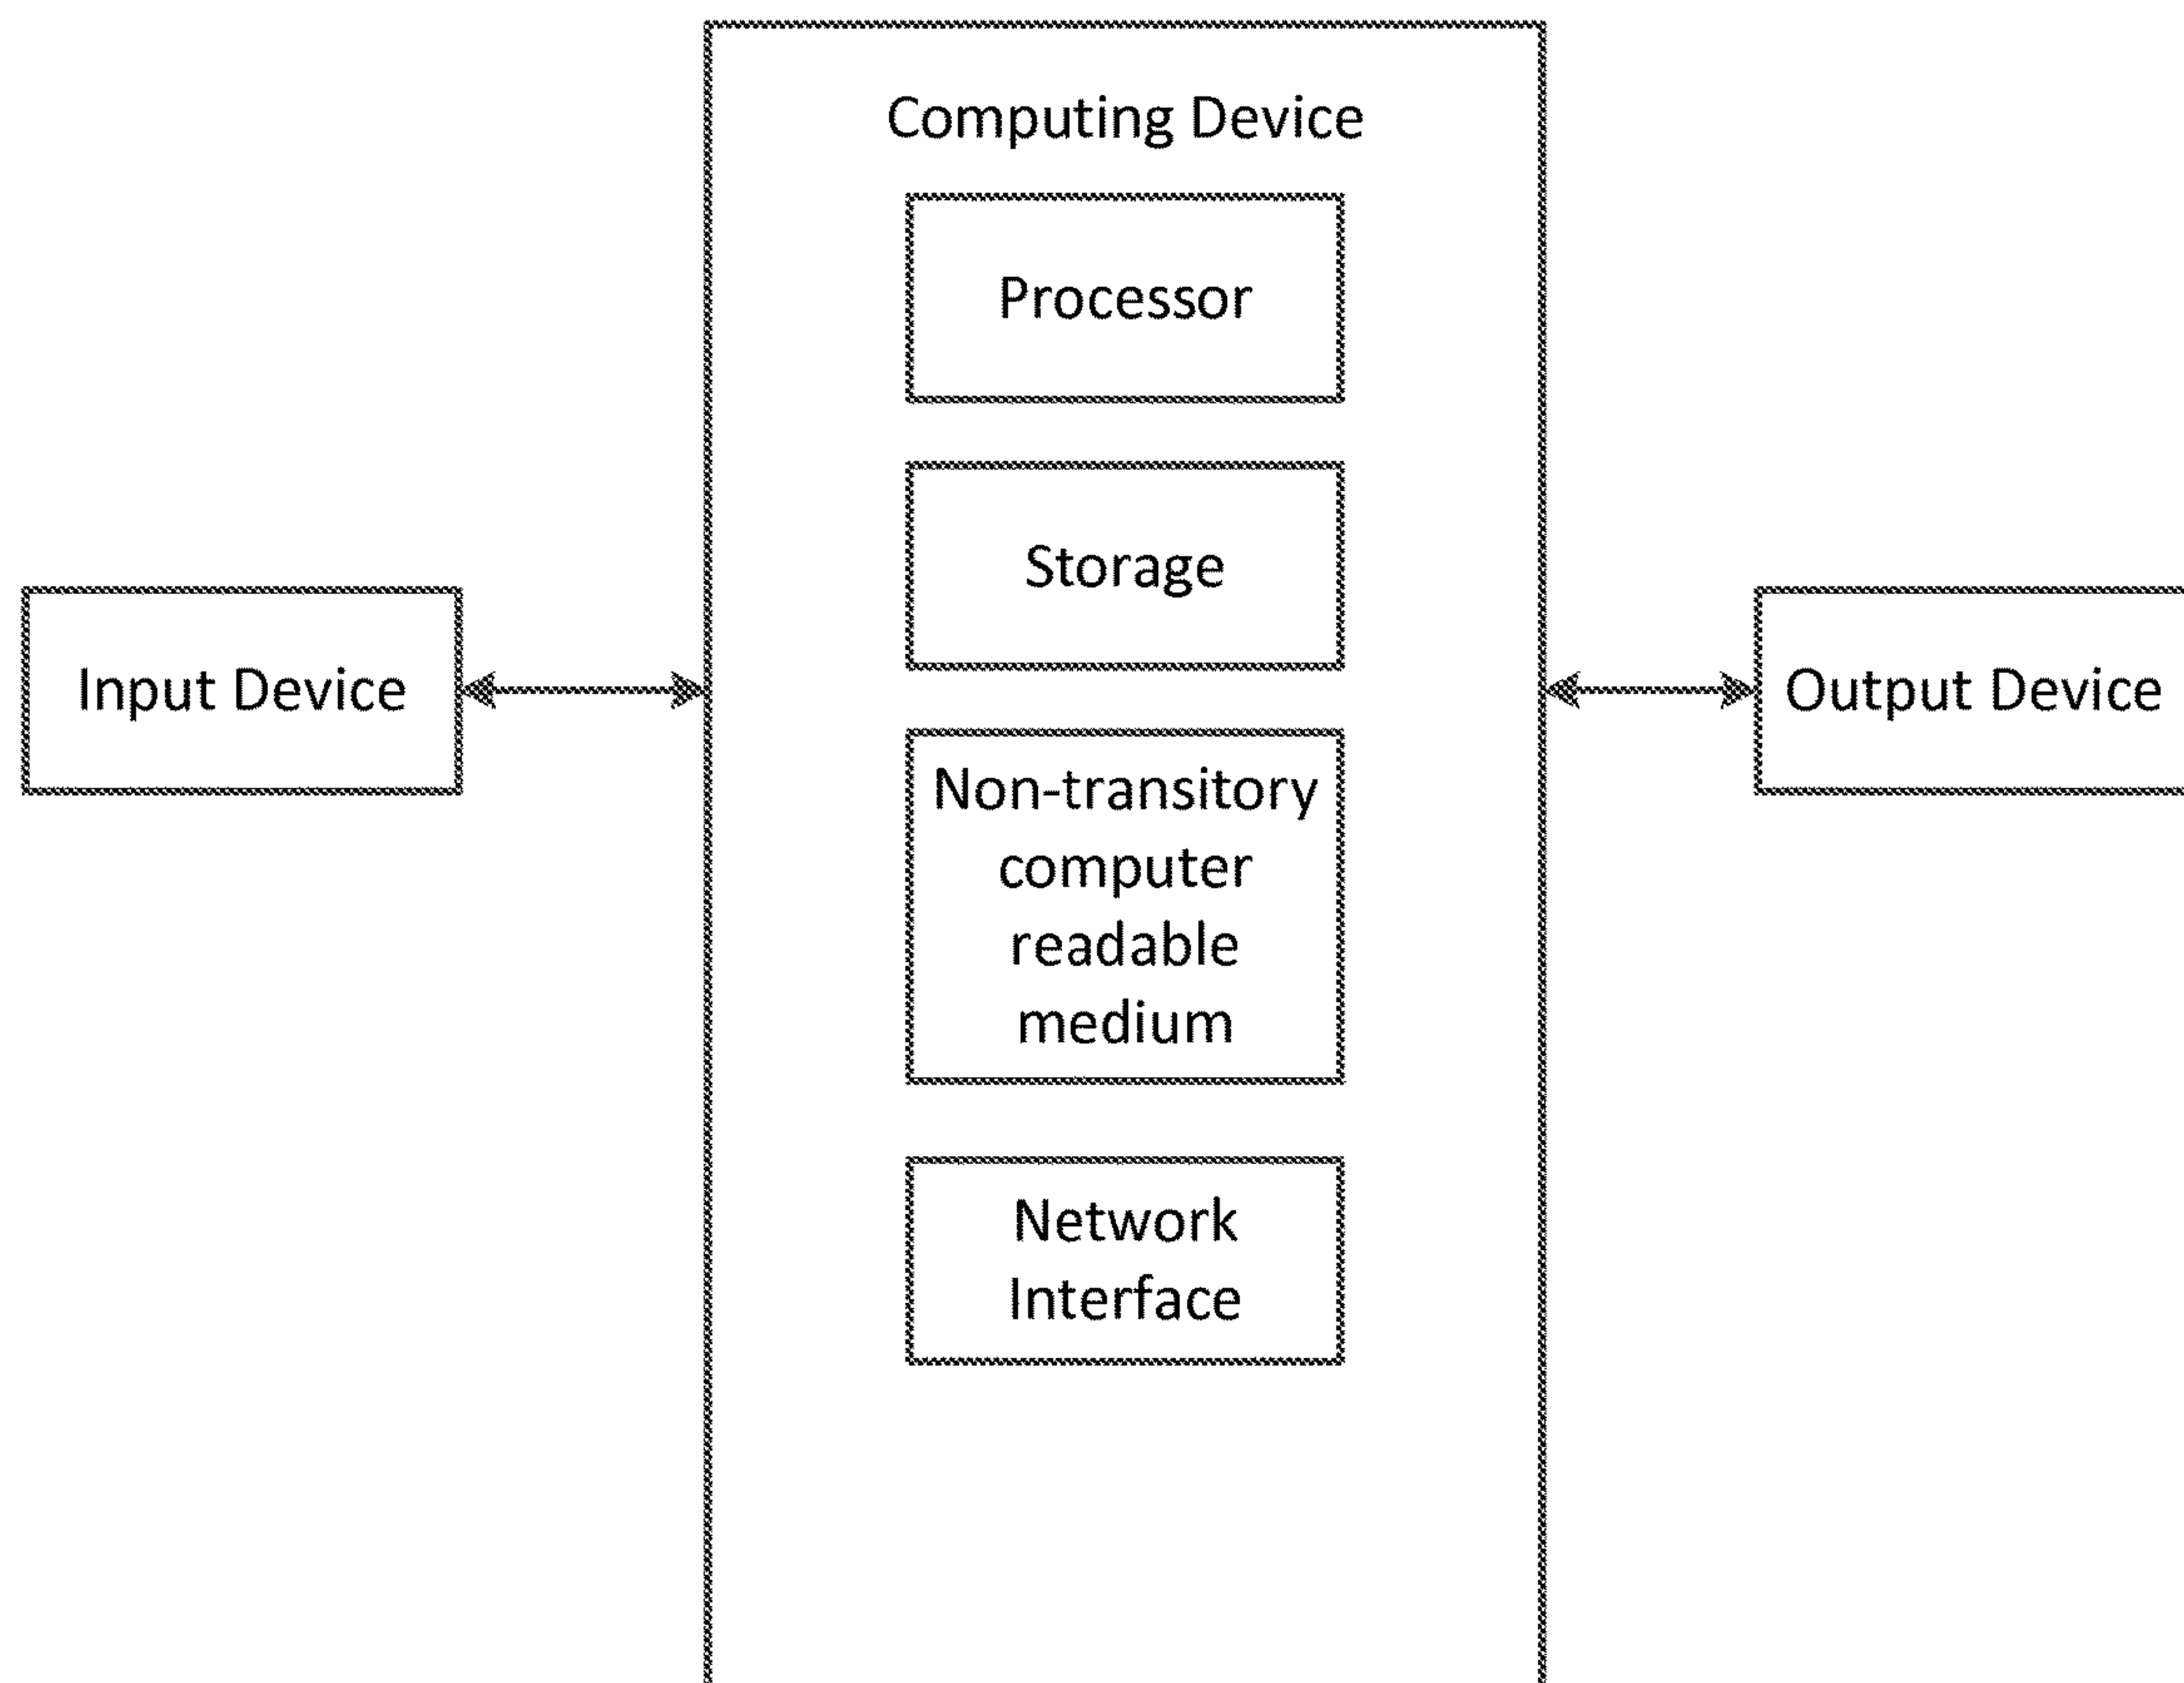 Computing Device
Processor
Storage
Input Device
Output Device
Non-transitory
computer
readable
medium
Network
Interface